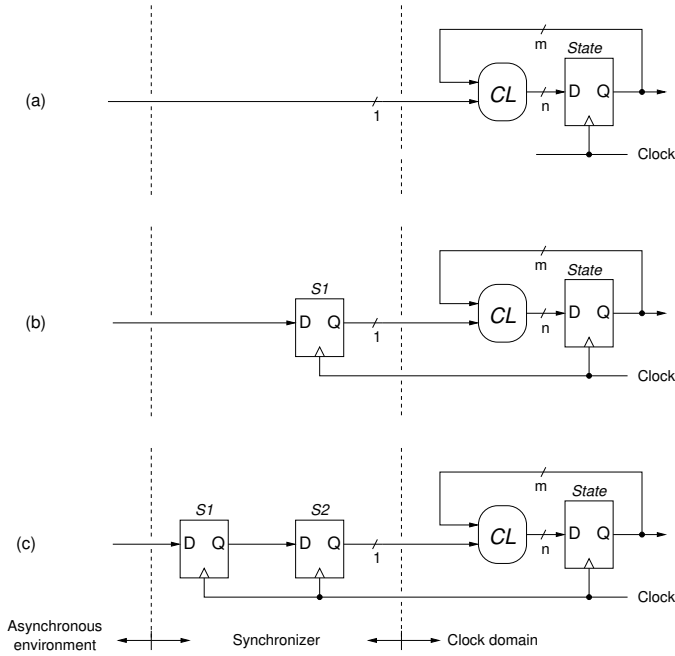 m
State
(a)
CL
D Q
n
1
Clock
m
State
S1
(b)
D Q
CL
D Q
1
n
Clock
m
State
S1
S2
(c)
D Q
D Q
CL
D Q
1
n
Clock
Asynchronous
environment
Synchronizer
Clock domain